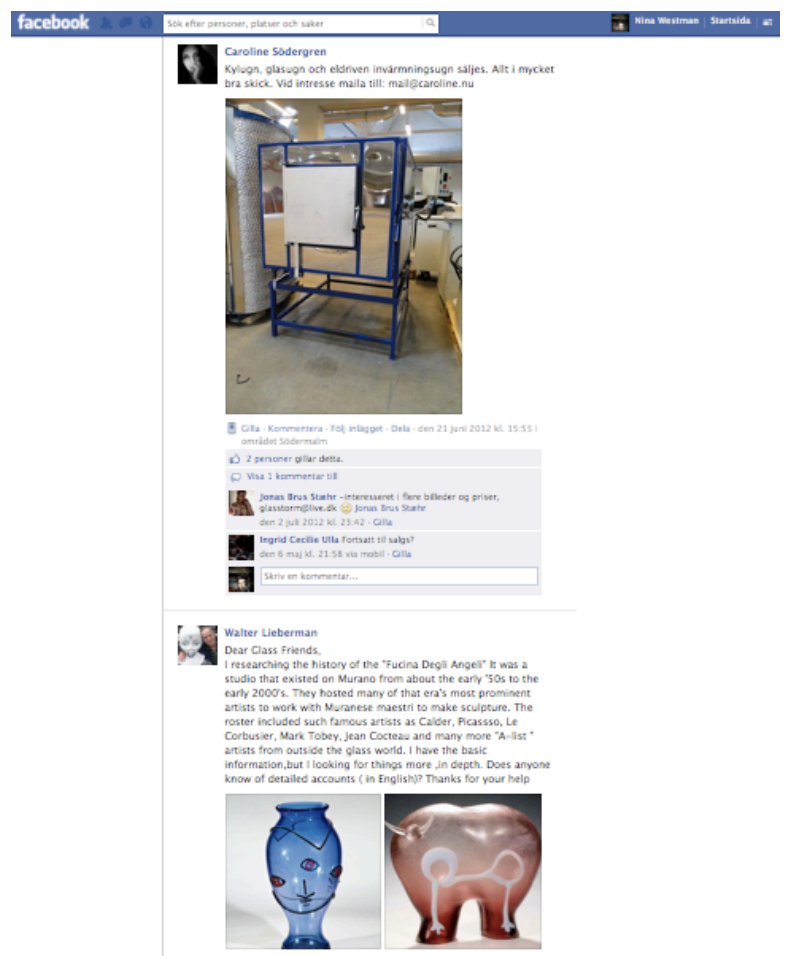 facebook
Sök efter personer, platser och saker
Nina Westman
Startsida
Caroline Södergren
Kylugn, glasugn och eldriven invärmningsugn säljes. Allt i mycket
bra skick. Vid intresse maila till: mail@caroline.nu
Gilla · Kommentera · Följ inlägget · Dela · den 21 juni 2012 kl. 15:55 i
området Södermalm
2 personer gillar detta.
Visa 1 kommentar till
Jonas Brus Stæhr -interesseret i flere billeder og priser,
glasstorm@live.dk Jonas Brus Stæhr
den 2 juli 2012 kl. 23:42 · Gilla
Ingrid Cecilie Ulla Fortsatt til salgs?
den 6 maj kl. 21:58 via mobil · Gilla
Skriv en kommentar...
Walter Lieberman
Dear Glass Friends,
I researching the history of the "Fucina Degli Angeli" It was a
studio that existed on Murano from about the early '50s to the
early 2000's. They hosted many of that era's most prominent
artists to work with Muranese maestri to make sculpture. The
roster included such famous artists as Calder, Picassso, Le
Corbusier, Mark Tobey, Jean Cocteau and many more "A-list "
artists from outside the glass world. I have the basic
information,but I looking for things more ,in depth. Does anyone
know of detailed accounts ( in English)? Thanks for your help